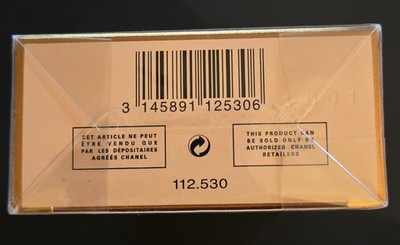 3 145891 125306
CET ARTICLE NE PEUT
ÊTRE VENDU QUE
PAR LES DÉPOSITAIRES
AGRÉÉS CHANEL
THIS PRODUCT CAN
BE SOLD ONLY BY
AUTHORIZED CHANEL
RETAILERS
112.530